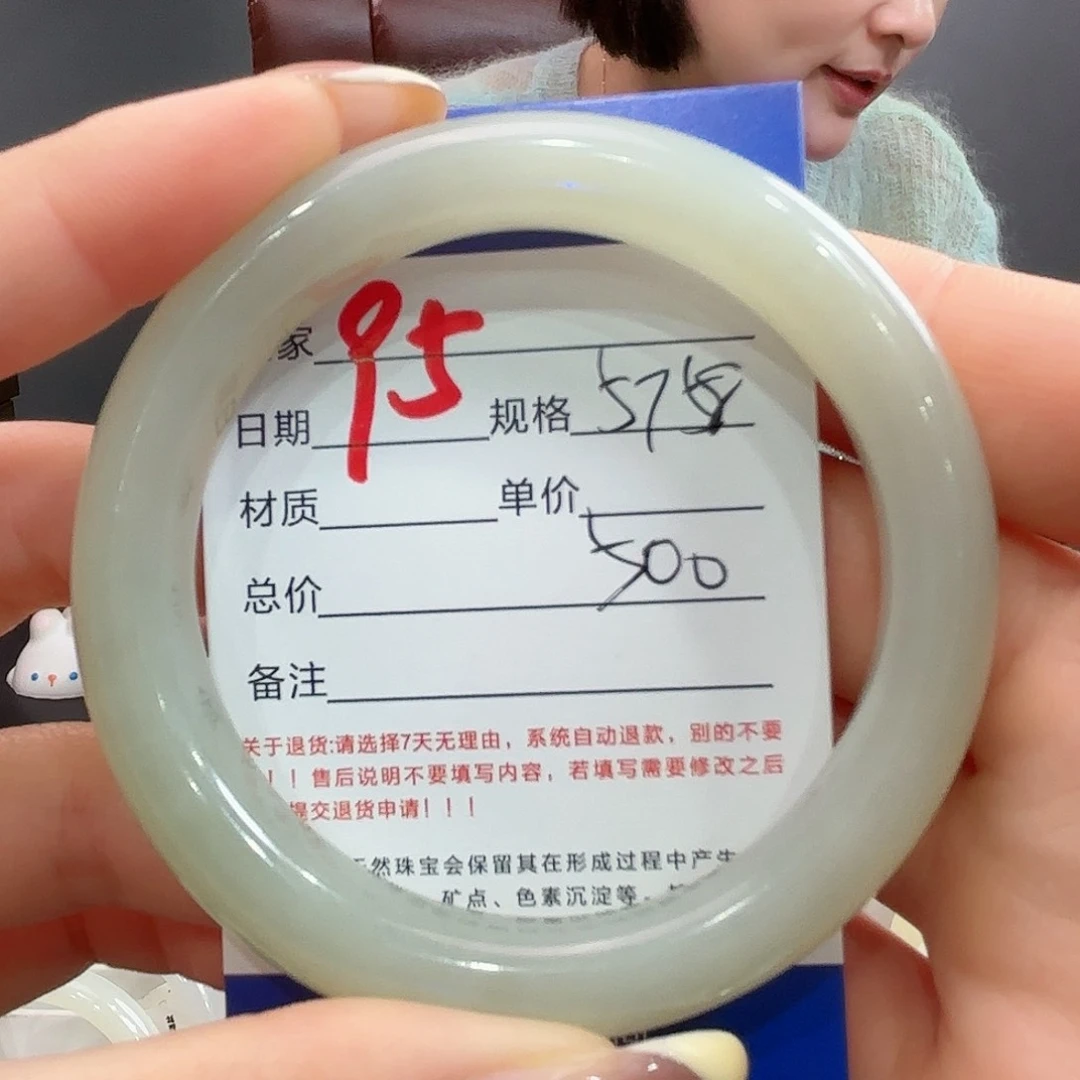 家 95
日期 规格 575
材质 单价
总价 500
备注
关于退货:请选择7天无理由，系统自动退款，别的不要
！！售后说明不要填写内容，若填写需要修改之后
提交退货申请！！！
天然珠宝会保留其在形成过程中产生
矿点、色素沉淀等。